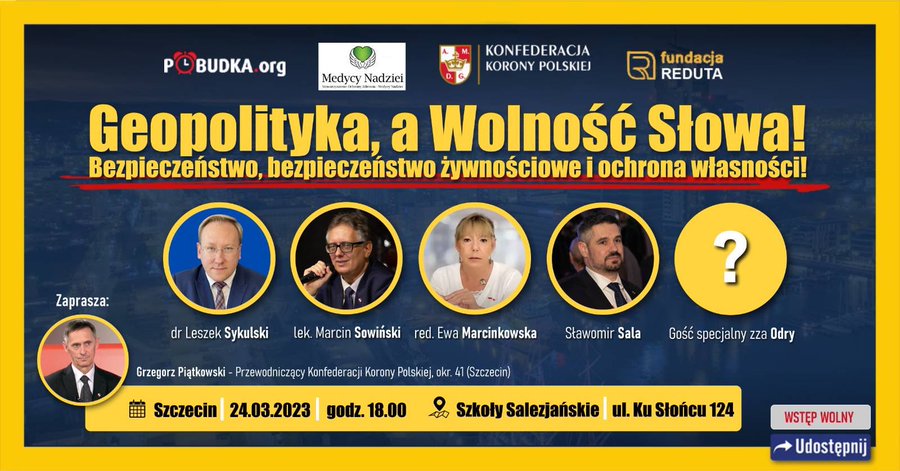 POBUDKA.org
Medycy Nadziei
A. M.
D. G.
KONFEDERACJA
KORONY POLSKIEJ
fundacja
REDUTA
Geopolityka, a Wolność Słowa!
Bezpieczeństwo, bezpieczeństwo żywnościowe i ochrona własności!
?
Zaprasza:
dr Leszek Sykulski
lek. Marcin Sowiński
red. Ewa Marcinkowska
Sławomir Sala
Gość specjalny zza Odry
Grzegorz Piątkowski - Przewodniczący Konfederacji Korony Polskiej, okr. 41 (Szczecin)
Szczecin | 24.03.2023 | godz. 18.00 Szkoły Salezjańskie | ul. Ku Słońcu 124
WSTĘP WOLNY
Udostępnij